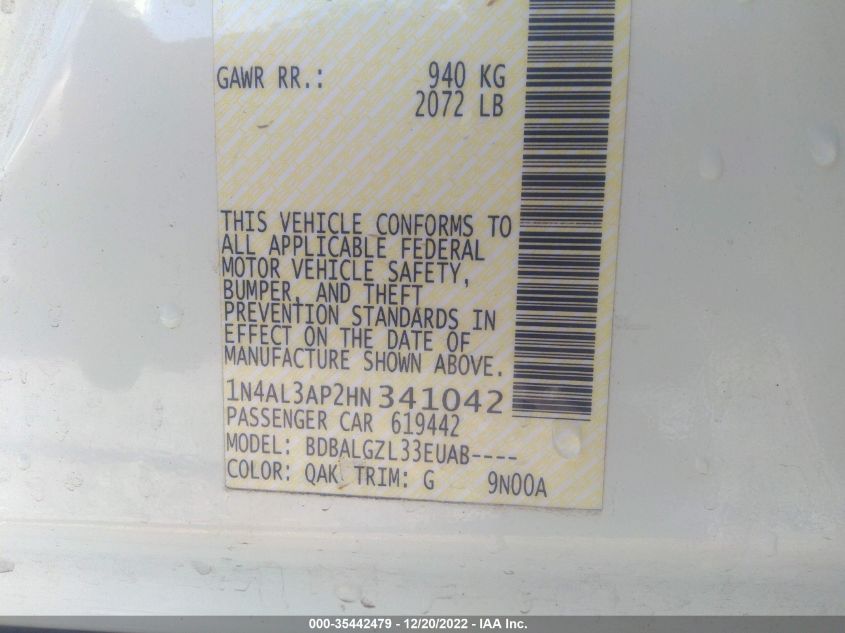 GAWR RR.: 940 KG
2072 LB
THIS VEHICLE CONFORMS TO
ALL APPLICABLE FEDERAL
MOTOR VEHICLE SAFETY,
BUMPER, AND THEFT
PREVENTION STANDARDS IN
EFFECT ON THE DATE OF
MANUFACTURE SHOWN ABOVE.
1N4AL3AP2HN 341042
PASSENGER CAR 619442
MODEL: BDBALGZL33EUAB----
COLOR: QAK TRIM: G 9N00A
000-35442479 - 12/20/2022 - IAA Inc.